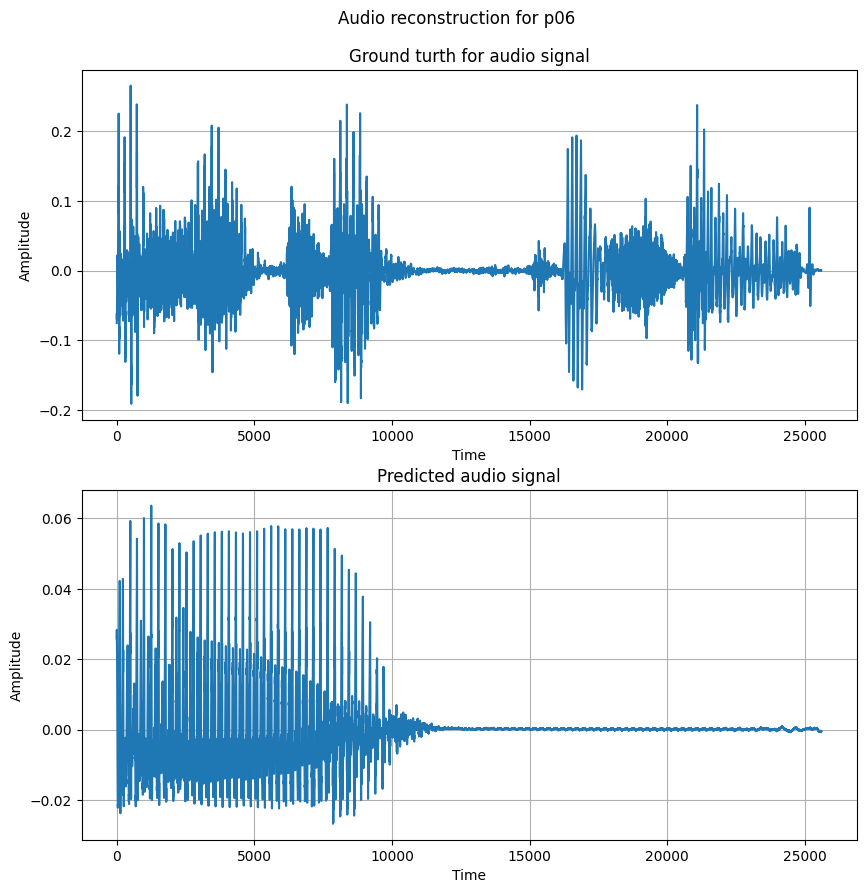 Audio reconstruction for p06
Ground turth for audio signal
0.2
0.1
0.0
−0.1
−0.2
Amplitude
0 5000 10000 15000 20000 25000
Time
Predicted audio signal
0.06
0.04
0.02
0.00
−0.02
Amplitude
0 5000 10000 15000 20000 25000
Time